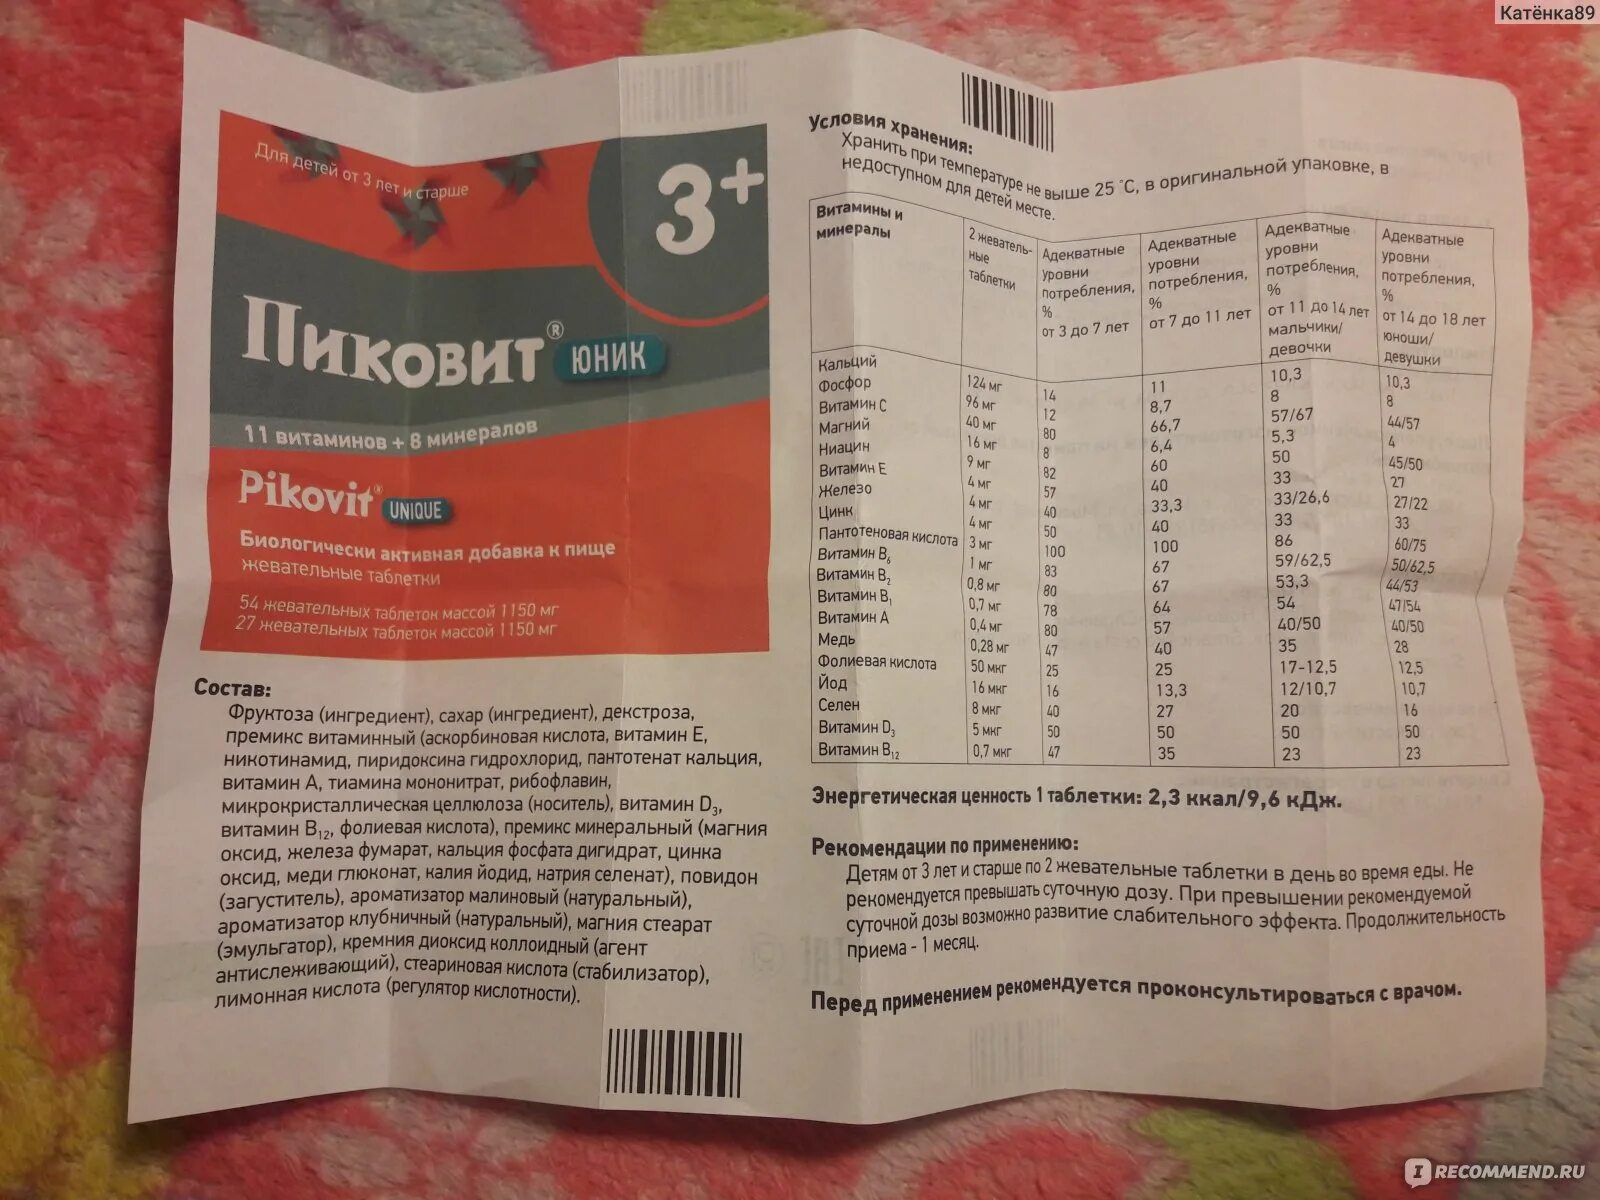 Катёнка89
Для детей от 3 лет и старше
3+
Пиковит® ЮНИК
11 витаминов + 8 минералов
Pikovit® UNIQUE
Биологически активная добавка к пище
жевательные таблетки
54 жевательных таблеток массой 1150 мг
27 жевательных таблеток массой 1150 мг
Состав:
Фруктоза (ингредиент), сахар (ингредиент), декстроза,
премикс витаминный (аскорбиновая кислота, витамин Е,
никотинамид, пиридоксина гидрохлорид, пантотенат кальция,
витамин А, тиамина мононитрат, рибофлавин,
микрокристаллическая целлюлоза (носитель), витамин D3,
витамин В12, фолиевая кислота), премикс минеральный (магния
оксид, железа фумарат, кальция фосфата дигидрат, цинка
оксид, меди глюконат, калия йодид, натрия селенат), повидон
(загуститель), ароматизатор малиновый (натуральный),
ароматизатор клубничный (натуральный), магния стеарат
(эмульгатор), кремния диоксид коллоидный (агент
антислеживающий), стеариновая кислота (стабилизатор),
лимонная кислота (регулятор кислотности).
Условия хранения:
Хранить при температуре не выше 25 °С, в оригинальной упаковке, в
недоступном для детей месте.
Витамины и минералы 2 жевательные таблетки Адекватные уровни потребления, % от 3 до 7 лет Адекватные уровни потребления, % от 7 до 11 лет Адекватные уровни потребления, % от 11 до 14 лет мальчики/девочки Адекватные уровни потребления, % от 14 до 18 лет юноши/девушки
Кальций 124 мг 14 11 10,3 10,3
Фосфор 96 мг 12 8,7 8 8
Витамин С 40 мг 80 66,7 57/67 44/57
Магний 16 мг 8 6,4 5,3 4
Ниацин 9 мг 82 60 50 45/50
Витамин Е 4 мг 57 40 33 27
Железо 4 мг 40 33,3 33/26,6 27/22
Цинк 4 мг 50 40 33 33
Пантотеновая кислота 3 мг 100 100 86 60/75
Витамин В6 1 мг 83 67 59/62,5 50/62,5
Витамин В2 0,8 мг 80 67 53,3 44/53
Витамин В1 0,7 мг 78 64 54 47/54
Витамин А 0,4 мг 80 57 40/50 40/50
Медь 0,28 мг 47 40 35 28
Фолиевая кислота 50 мкг 25 25 17-12,5 12,5
Йод 16 мкг 16 13,3 12/10,7 10,7
Селен 8 мкг 40 27 20 16
Витамин D3 5 мкг 50 50 50 50
Витамин В12 0,7 мкг 47 35 23 23
Энергетическая ценность 1 таблетки: 2,3 ккал/9,6 кДж.
Рекомендации по применению:
Детям от 3 лет и старше по 2 жевательные таблетки в день во время еды. Не
рекомендуется превышать суточную дозу. При превышении рекомендуемой
суточной дозы возможно развитие слабительного эффекта. Продолжительность
приема - 1 месяц.
Перед применением рекомендуется проконсультироваться с врачом.
IRECOMMEND.RU